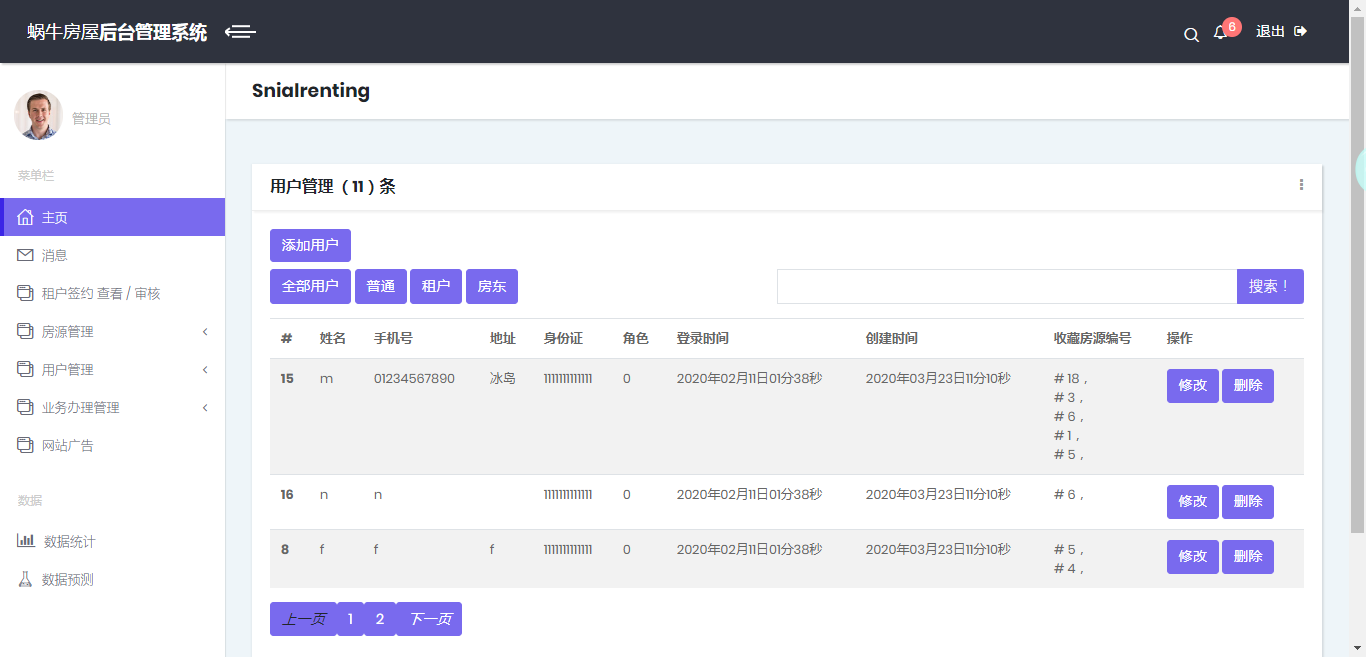 蜗牛房屋后台管理系统
6
退出
Snialrenting
管理员
菜单栏
主页
消息
租户签约 查看 / 审核
房源管理
用户管理
业务办理管理
网站广告
数据
数据统计
数据预测
用户管理（11）条
添加用户
全部用户 普通 租户 房东 搜索！
# 姓名 手机号 地址 身份证 角色 登录时间 创建时间 收藏房源编号 操作
15 m 01234567890 冰岛 111111111111 0 2020年02月11日01分38秒 2020年03月23日11分10秒 # 18 , 修改 删除
# 3 ,
# 6 ,
# 1 ,
# 5 ,
16 n n 111111111111 0 2020年02月11日01分38秒 2020年03月23日11分10秒 # 6 , 修改 删除
8 f f f 111111111111 0 2020年02月11日01分38秒 2020年03月23日11分10秒 # 5 , 修改 删除
# 4 ,
上一页 1 2 下一页